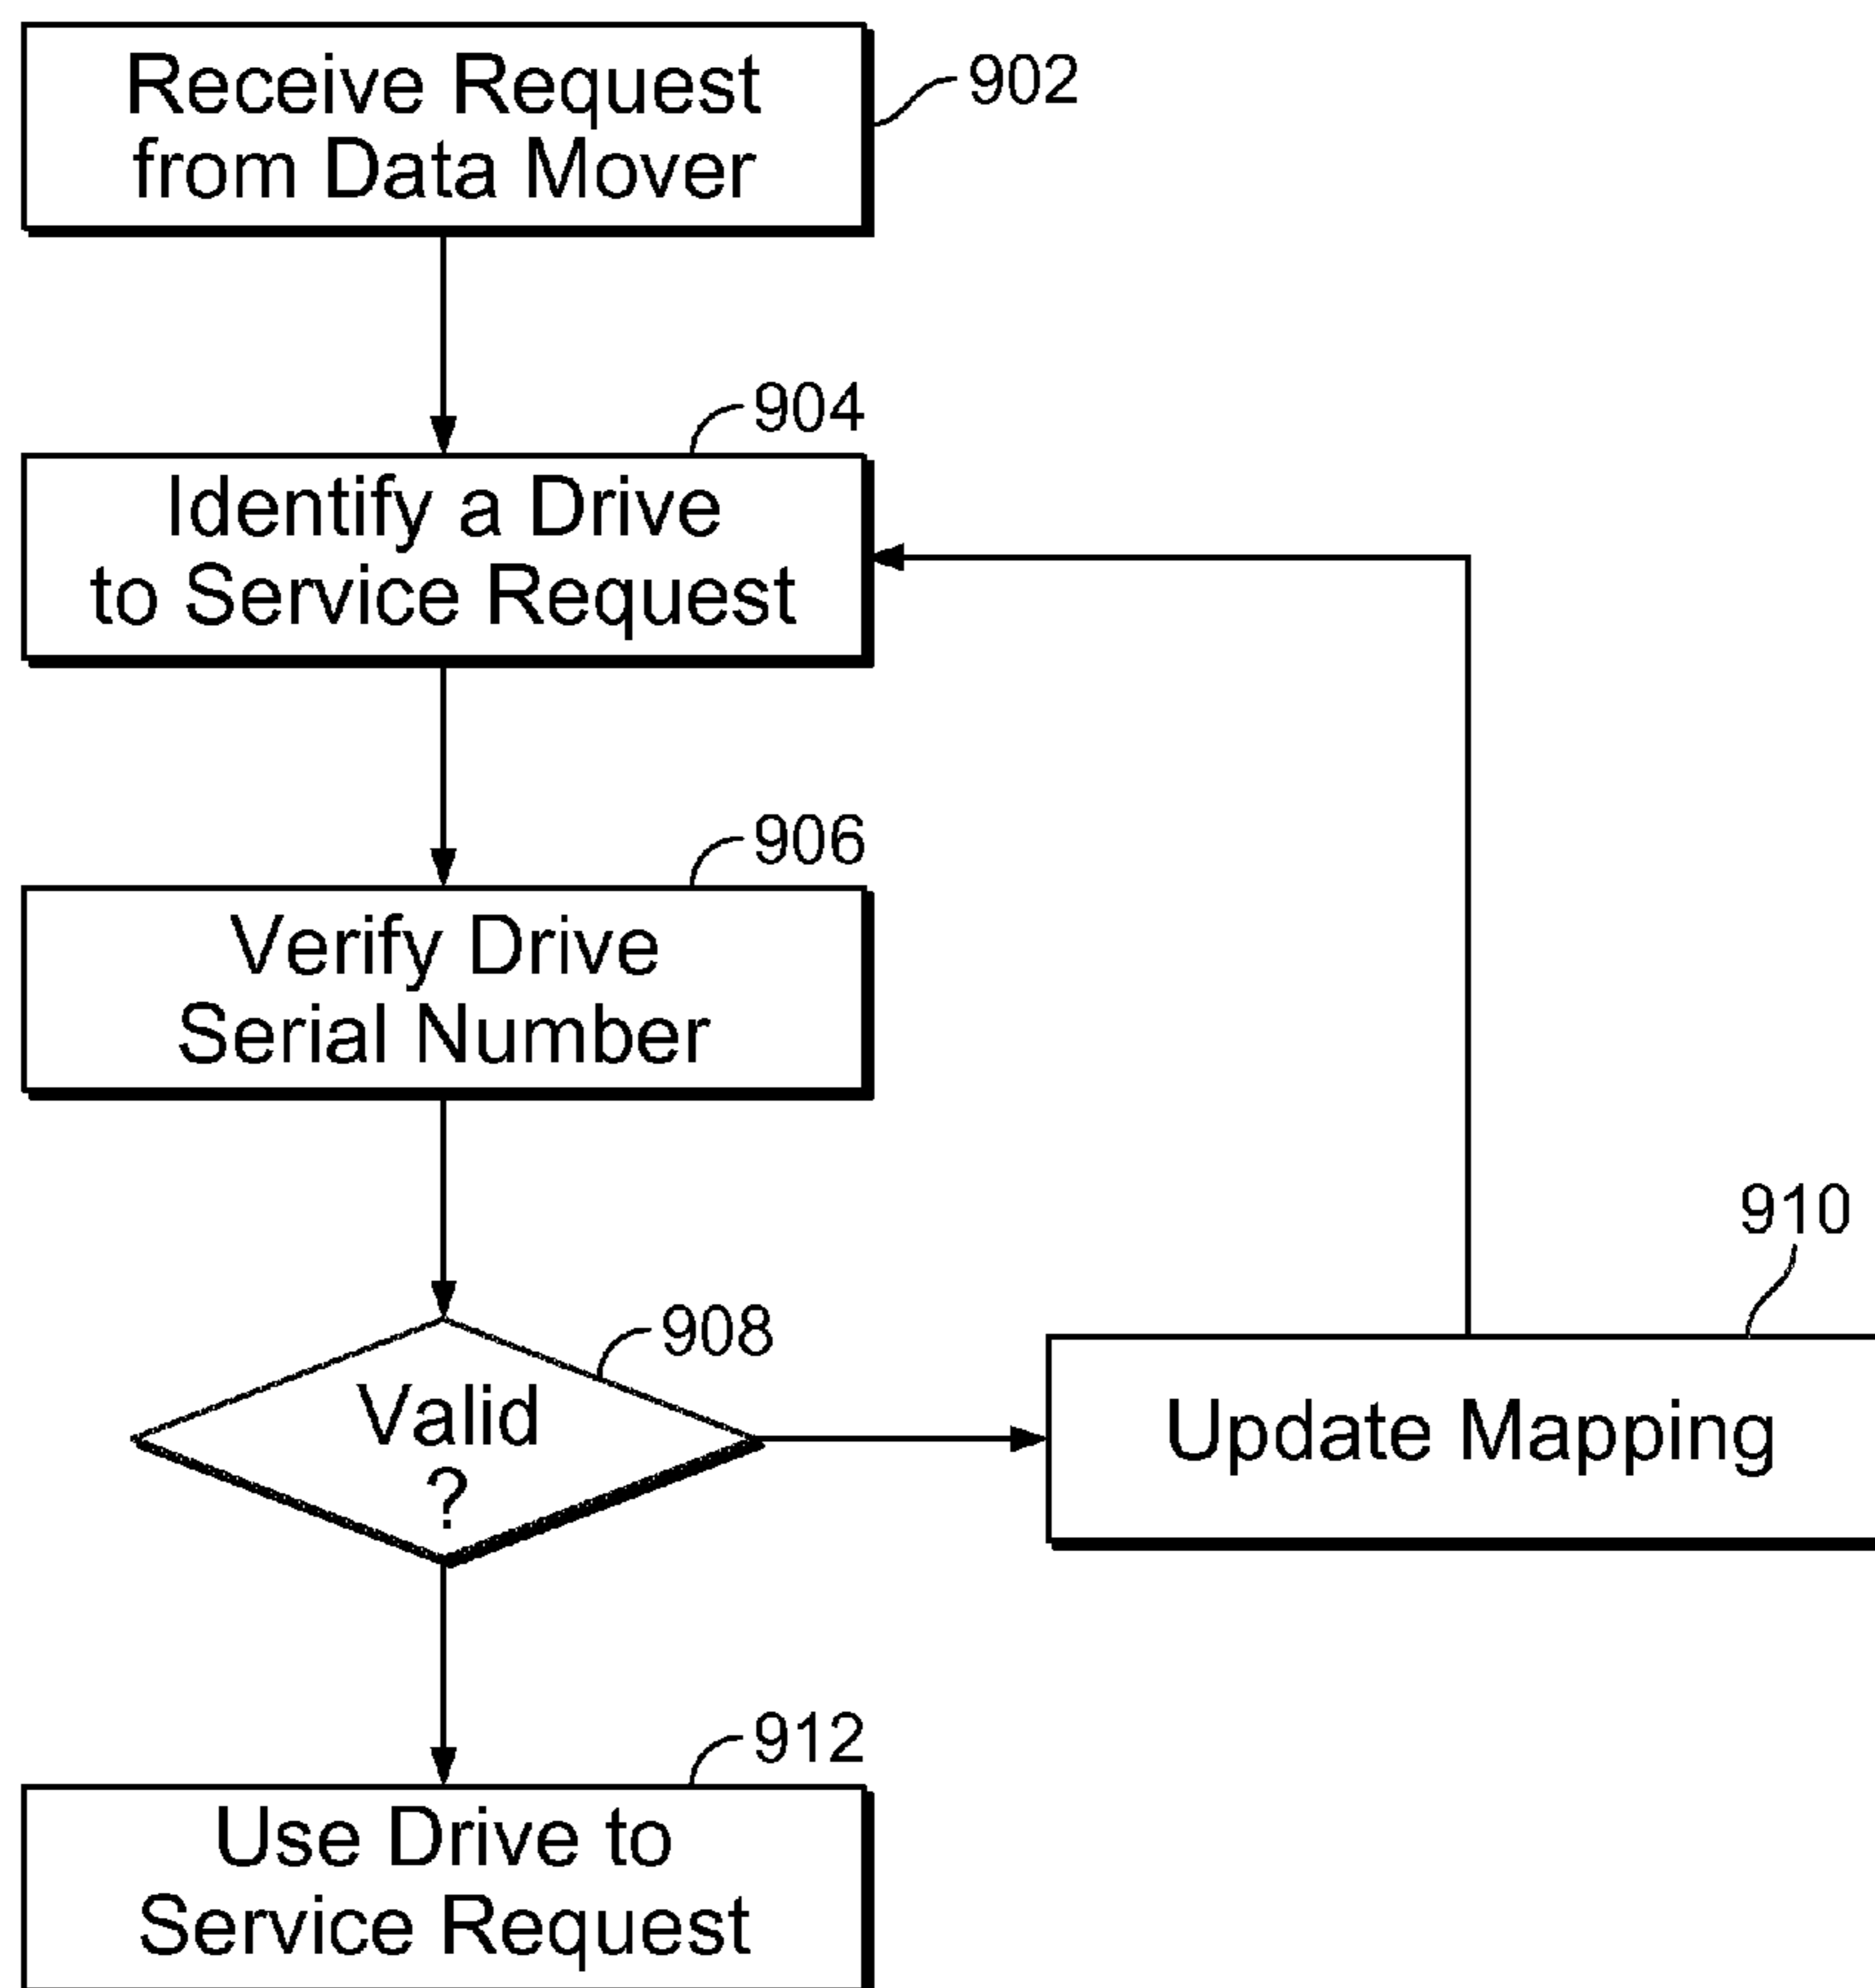 Receive Request
from Data Mover
902
904
Identify a Drive
to Service Request
906
Verify Drive
Serial Number
908
Valid
?
910
Update Mapping
912
Use Drive to
Service Request